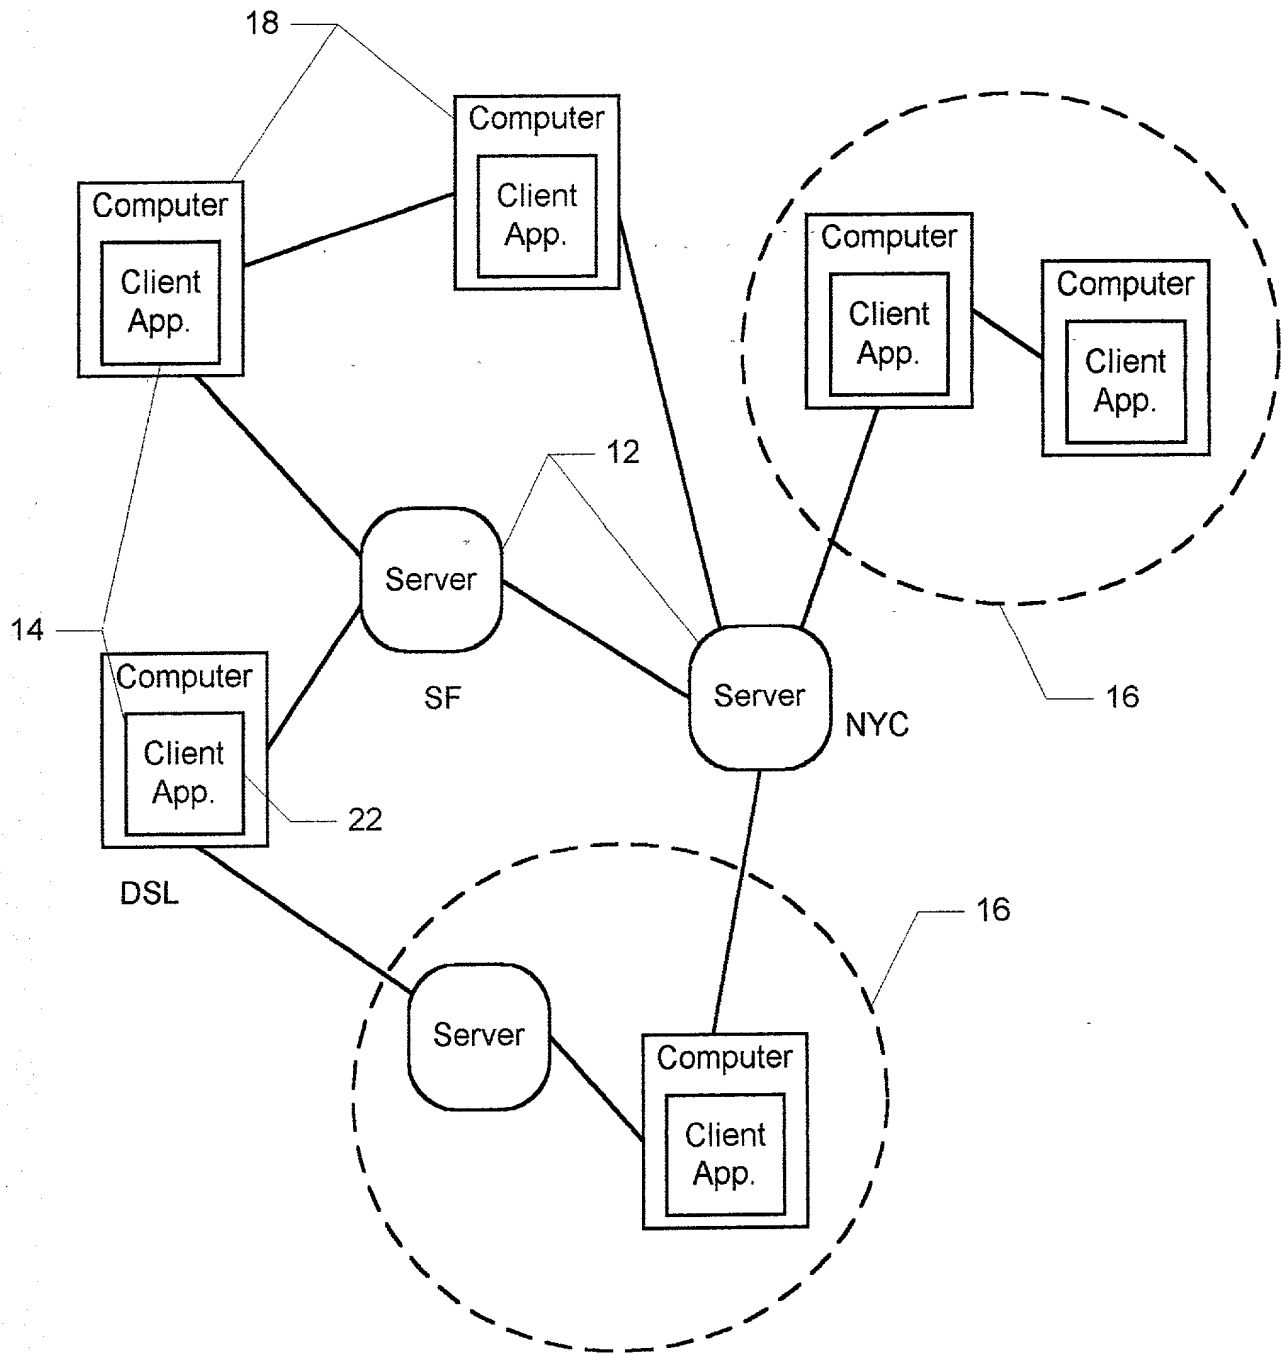 18
Computer
Client
App.
Computer
Client
App.
Computer
Client
App.
Computer
Client
App.
12
Server
SF
14
Computer
Client
App.
22
DSL
Server
NYC
16
16
Server
Computer
Client
App.